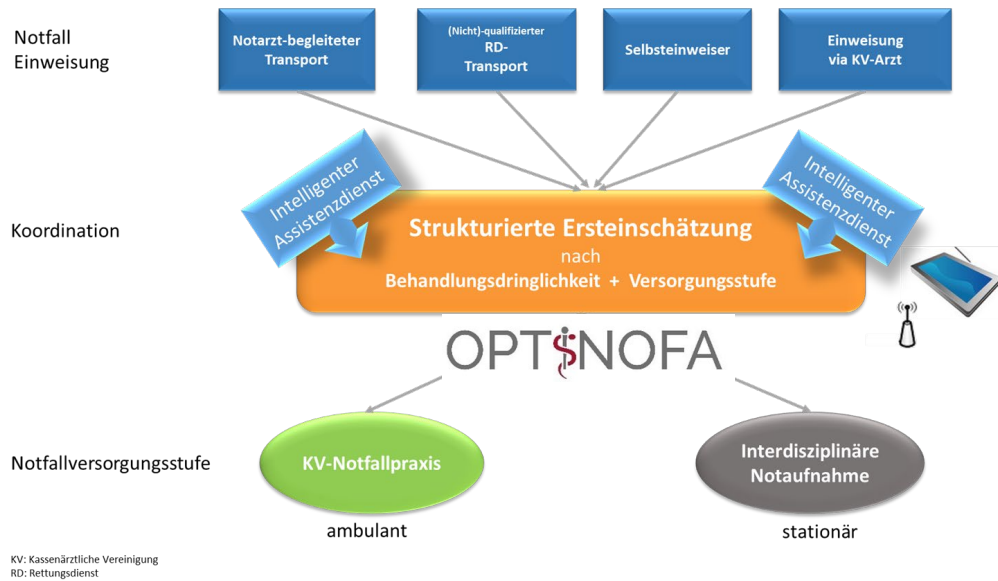 Notfall
Einweisung
Notarzt-begleiteter
Transport
(Nicht)-qualifizierter
RD-
Transport
Selbsteinweiser
Einweisung
via KV-Arzt
Koordination
Intelligenter
Assistenzdienst
Strukturierte Ersteinschätzung
nach
Behandlungsdringlichkeit + Versorgungsstufe
Intelligenter
Assistenzdienst
OPTINOFA
Notfallversorgungsstufe
KV-Notfallpraxis
ambulant
Interdisziplinäre
Notaufnahme
stationär
KV: Kassenärztliche Vereinigung
RD: Rettungsdienst